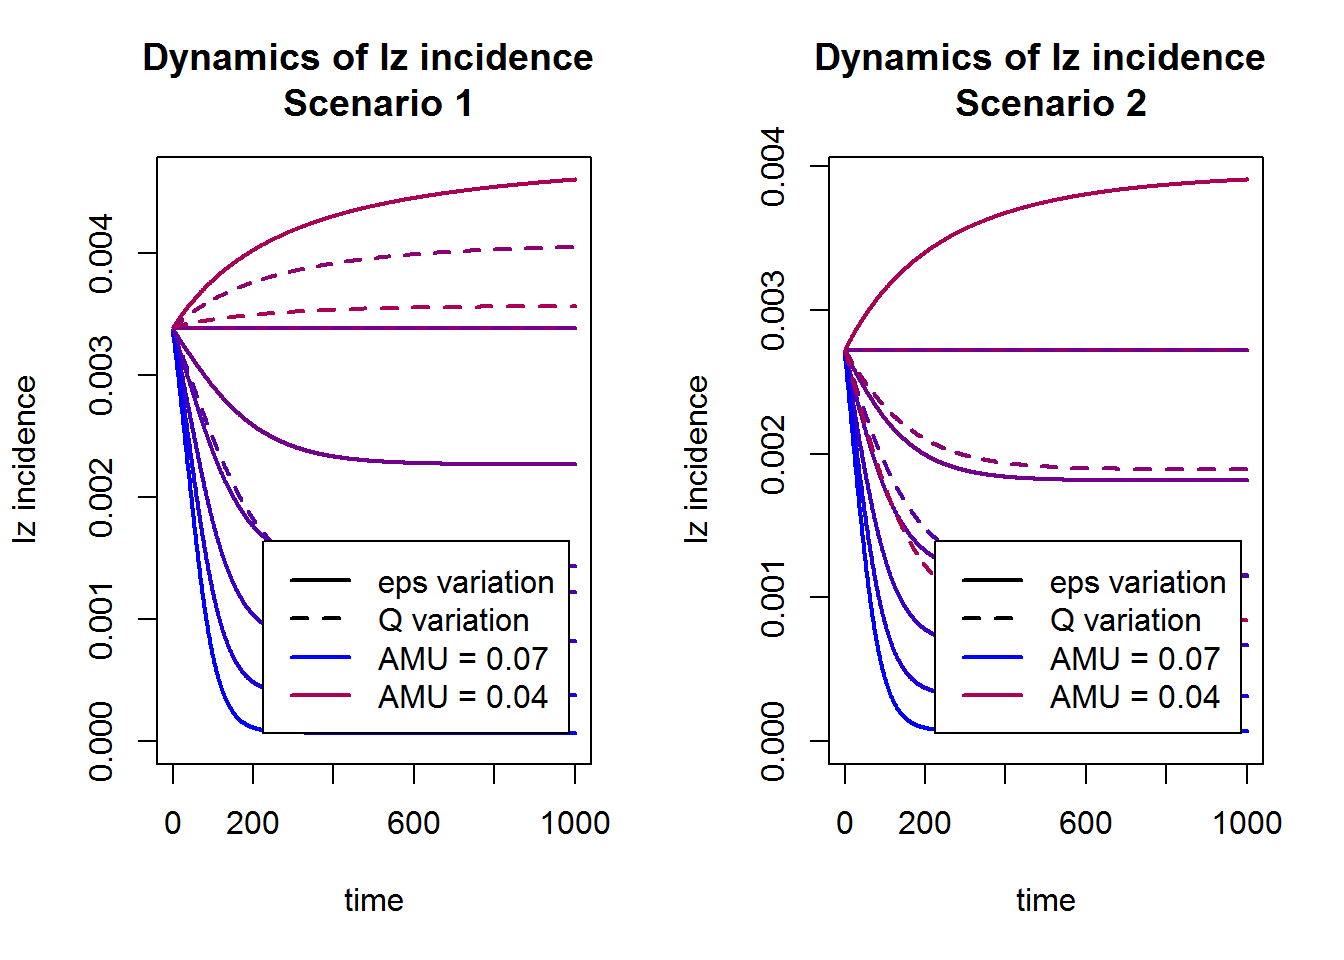 Dynamics of Iz incidence
Scenario 1
Iz incidence
0.004
0.003
0.002
0.001
0.000
eps variation
Q variation
AMU = 0.07
AMU = 0.04
0 200 600 1000
time
Dynamics of Iz incidence
Scenario 2
Iz incidence
0.004
0.003
0.002
0.001
0.000
eps variation
Q variation
AMU = 0.07
AMU = 0.04
0 200 600 1000
time